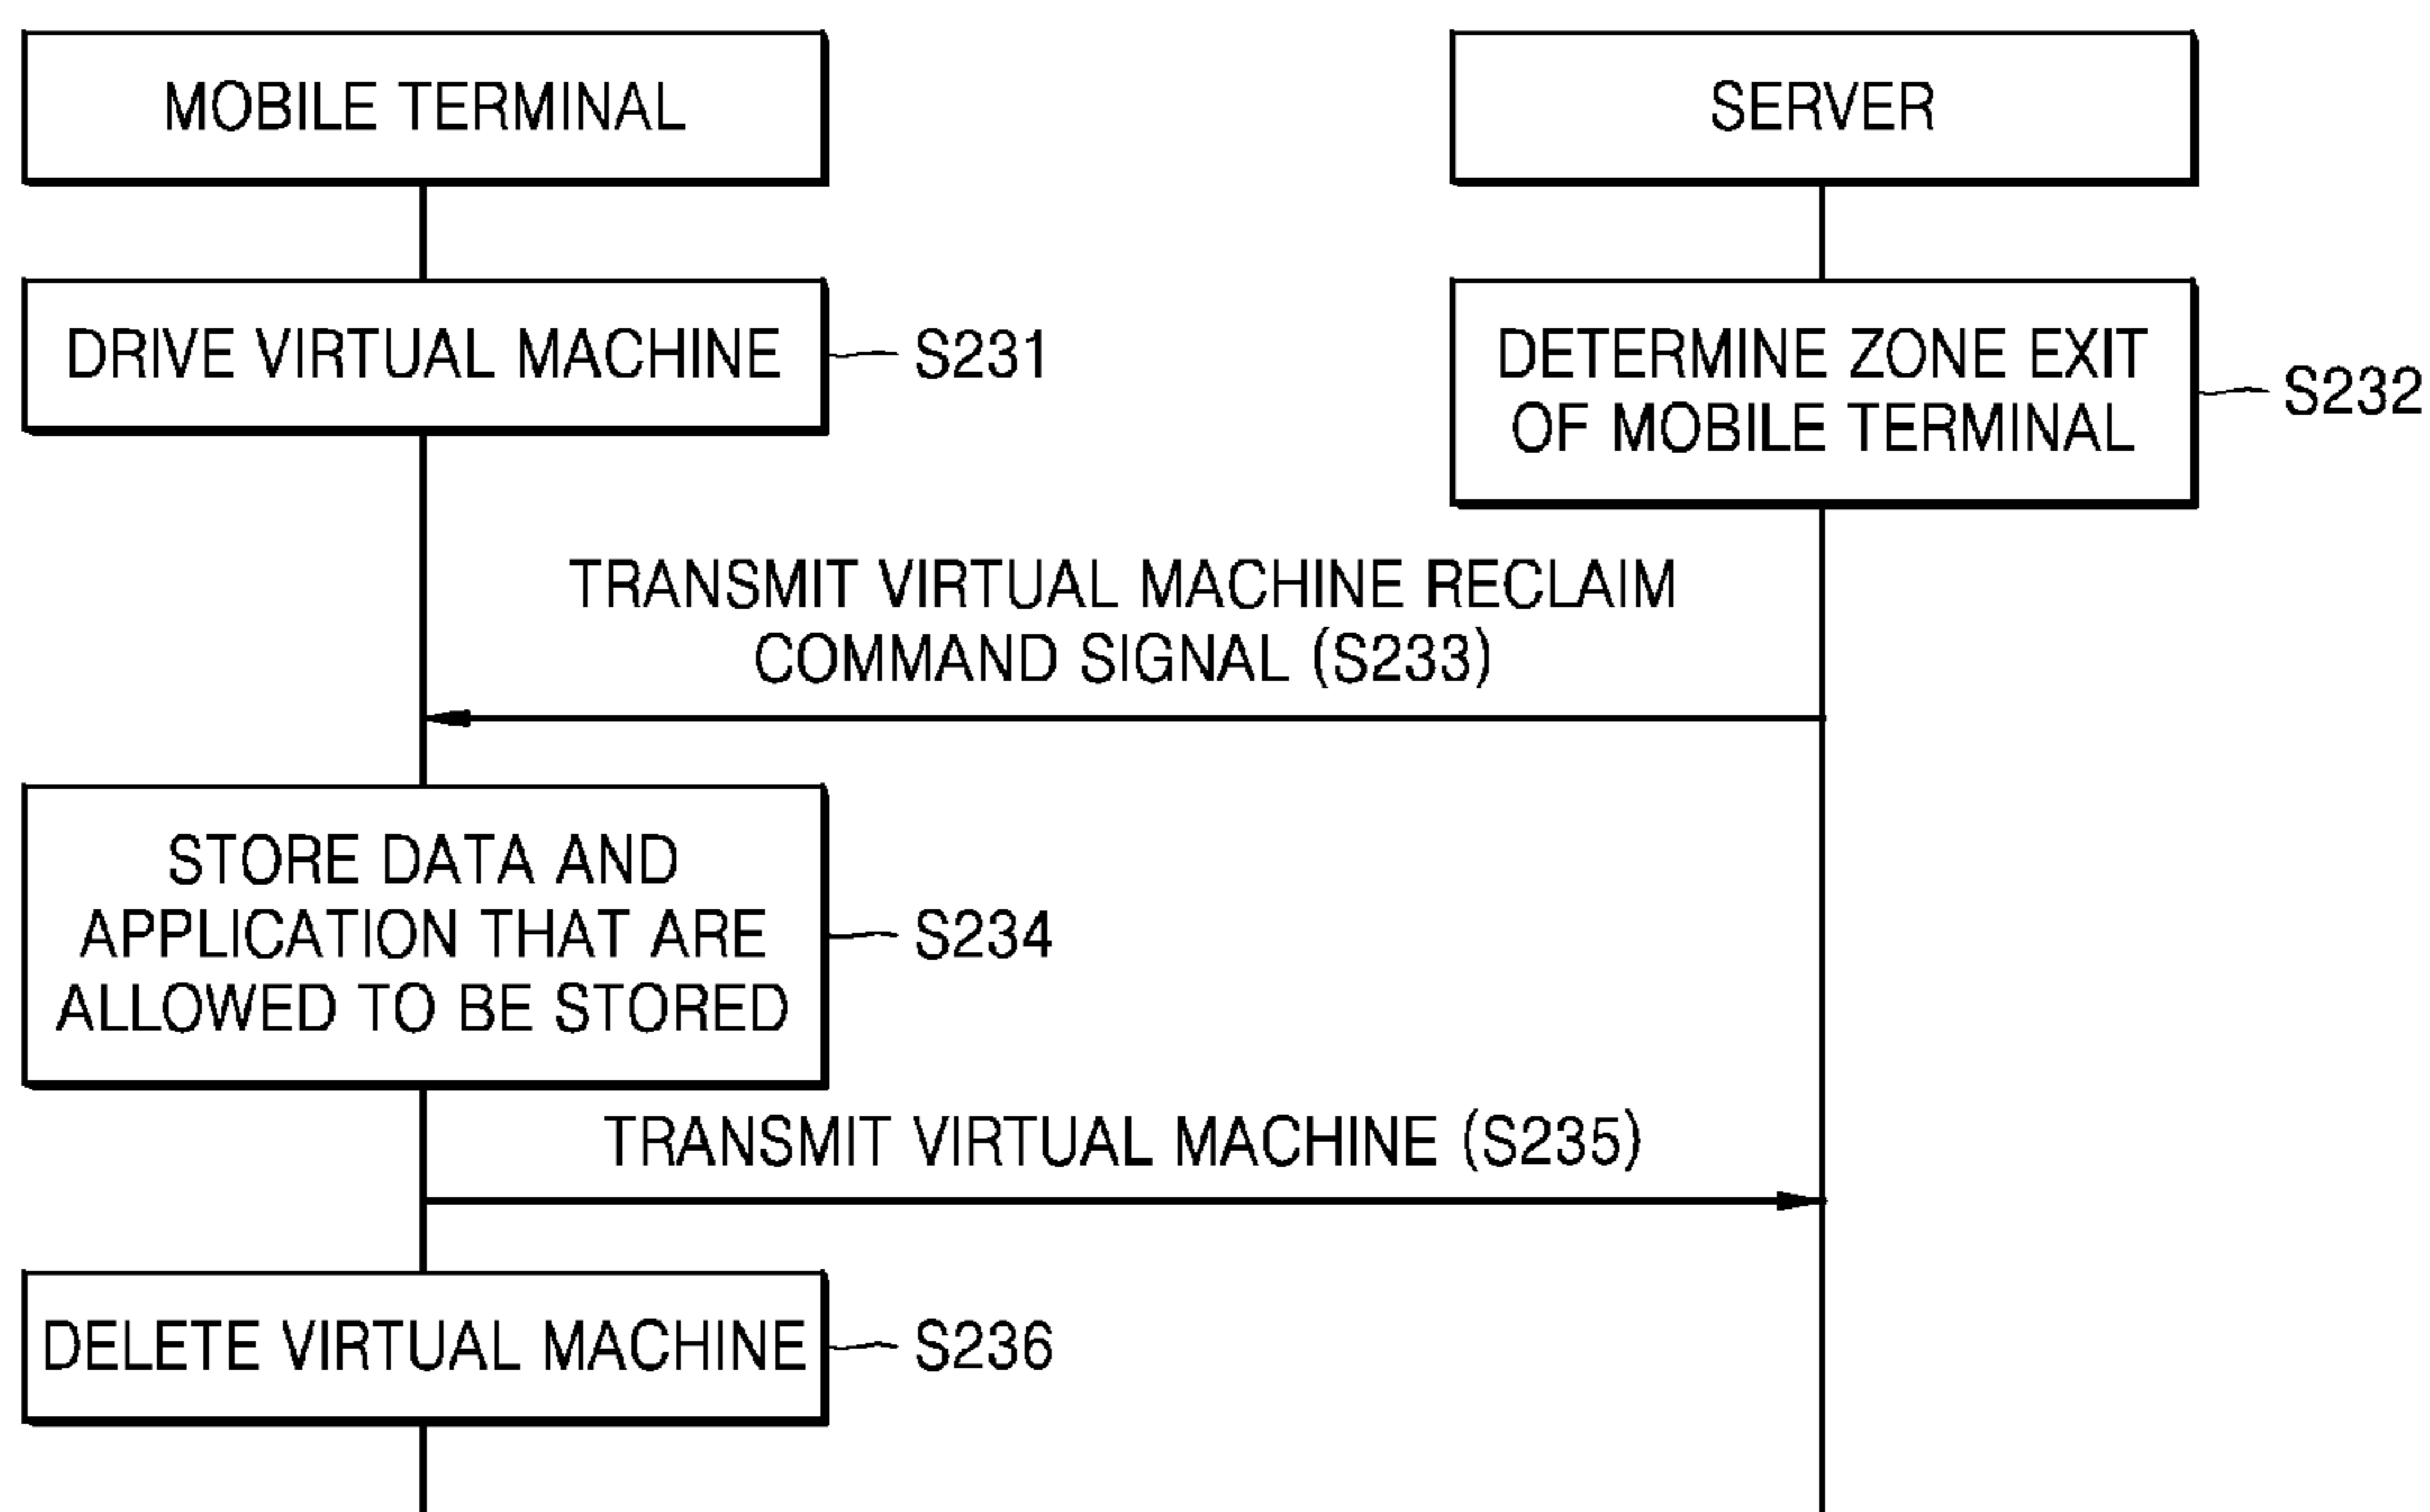 MOBILE TERMINAL
SERVER
DRIVE VIRTUAL MACHINE
S231
DETERMINE ZONE EXIT
OF MOBILE TERMINAL
S232
TRANSMIT VIRTUAL MACHINE RECLAIM
COMMAND SIGNAL (S233)
STORE DATA AND
APPLICATION THAT ARE
ALLOWED TO BE STORED
S234
TRANSMIT VIRTUAL MACHINE (S235)
DELETE VIRTUAL MACHINE
S236